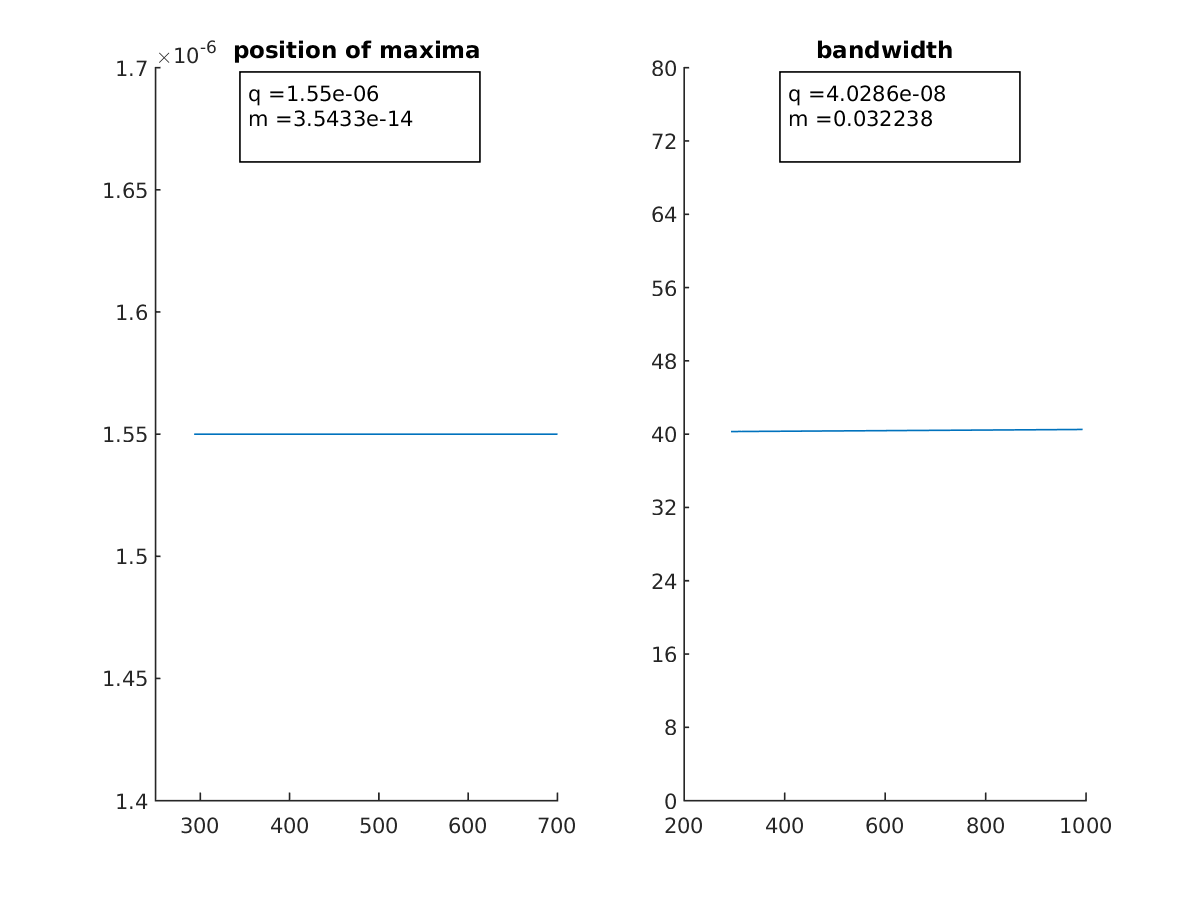 ×10-6
position of maxima
q =1.55e-06
m =3.5433e-14
1.7
1.65
1.6
1.55
1.5
1.45
1.4
300 400 500 600 700
bandwidth
q =4.0286e-08
m =0.032238
80
72
64
56
48
40
32
24
16
8
0
200 400 600 800 1000